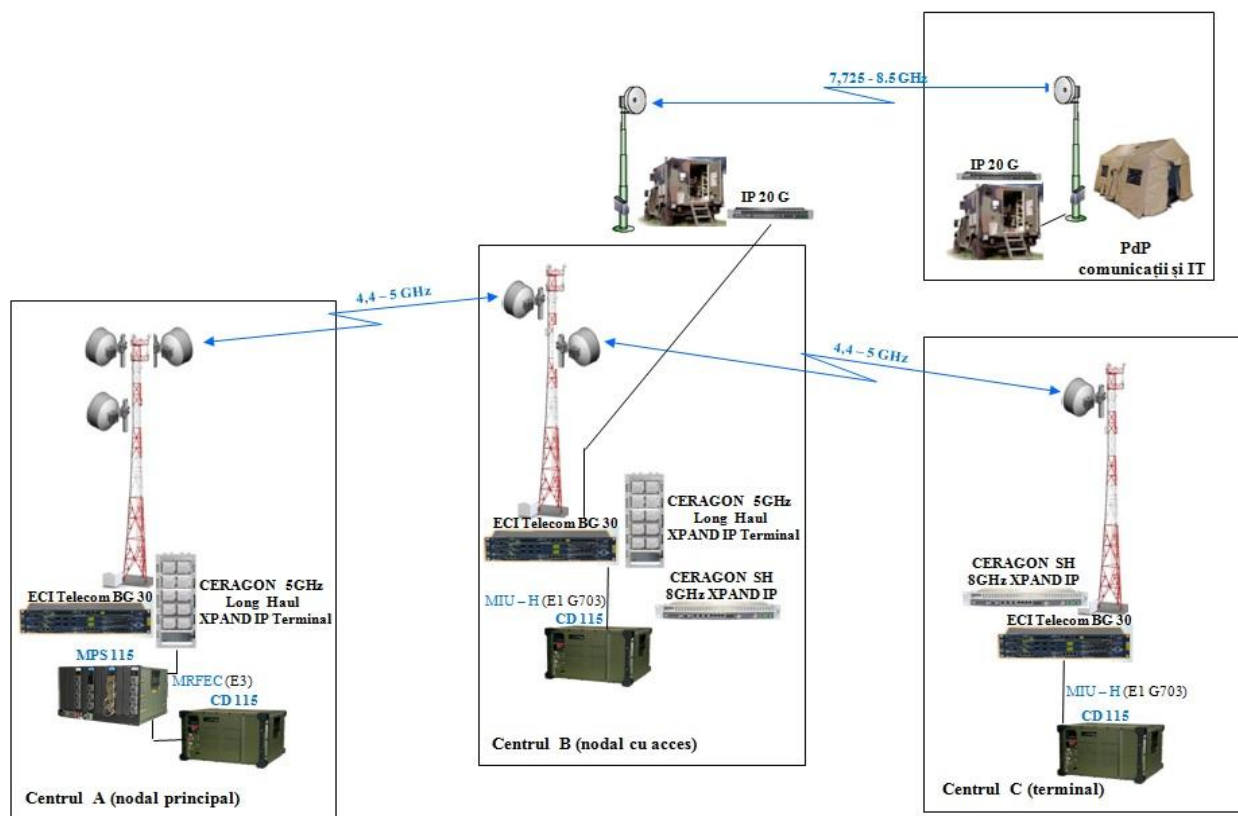 7,725 - 8.5 GHz
IP 20 G
IP 20 G
PdP
comunicații și IT
4,4 – 5 GHz
4,4 – 5 GHz
ECI Telecom BG 30
CERAGON 5GHz
Long Haul
XPAND IP Terminal
MIU – H (E1 G703)
CD 115
CERAGON SH
8GHz XPAND IP
Centrul B (nodal cu acces)
ECI Telecom BG 30
CERAGON 5GHz
Long Haul
XPAND IP Terminal
MPS 115
MRFEC (E3)
CD 115
Centrul A (nodal principal)
CERAGON SH
8GHz XPAND IP
ECI Telecom BG 30
MIU – H (E1 G703)
CD 115
Centrul C (terminal)